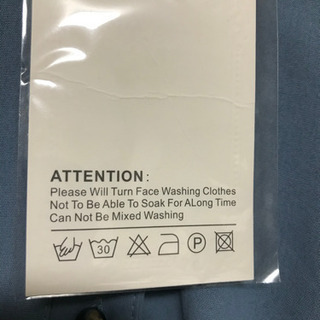 ATTENTION:
Please Will Turn Face Washing Clothes
Not To Be Able To Soak For ALong Time
Can Not Be Mixed Washing
30 P